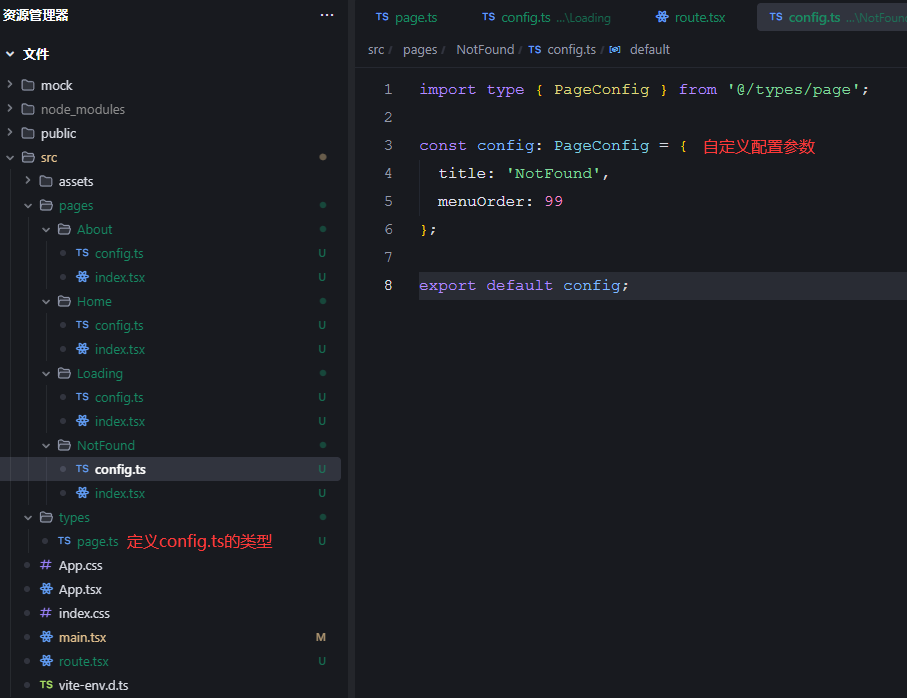 资源管理器 ...
文件
mock
node_modules
public
src
assets
pages
About
TS config.ts U
index.tsx U
Home
TS config.ts U
index.tsx U
Loading
TS config.ts U
index.tsx U
NotFound
TS config.ts U
index.tsx U
types
TS page.ts 定义config.ts的类型 U
# App.css
App.tsx
# index.css
main.tsx M
route.tsx U
TS vite-env.d.ts
TS page.ts TS config.ts ...\Loading route.tsx TS config.ts ...\NotFoun
src / pages / NotFound / TS config.ts / default
1 import type { PageConfig } from '@/types/page';
2
3 const config: PageConfig = { 自定义配置参数
4 title: 'NotFound',
5 menuOrder: 99
6 };
7
8 export default config;